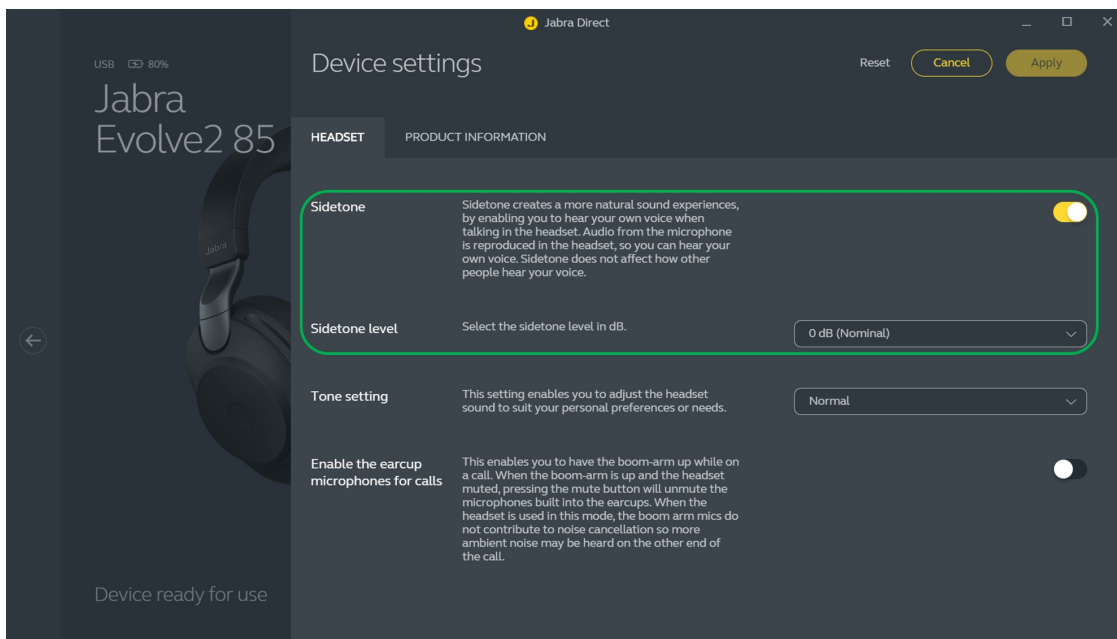 Jabra Direct
USB 80%
Jabra
Evolve2 85
Jabra
Device ready for use
Device settings
Reset
Cancel
Apply
HEADSET
PRODUCT INFORMATION
Sidetone
Sidetone creates a more natural sound experiences,
by enabling you to hear your own voice when
talking in the headset. Audio from the microphone
is reproduced in the headset, so you can hear your
own voice. Sidetone does not affect how other
people hear your voice.
Sidetone level
Select the sidetone level in dB.
0 dB (Nominal)
Tone setting
This setting enables you to adjust the headset
sound to suit your personal preferences or needs.
Normal
Enable the earcup
microphones for calls
This enables you to have the boom-arm up while on
a call. When the boom-arm is up and the headset
muted, pressing the mute button will unmute the
microphones built into the earcups. When the
headset is used in this mode, the boom arm mics do
not contribute to noise cancellation so more
ambient noise may be heard on the other end of
the call.